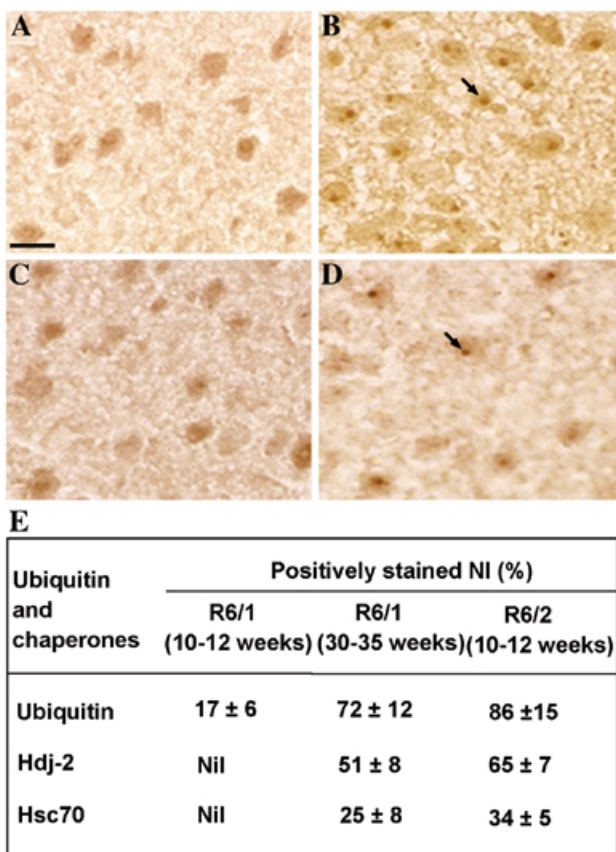 A
B
C
D
E
Ubiquitin and chaperones
Positively stained NI (%)
R6/1 (10-12 weeks)
R6/1 (30-35 weeks)
R6/2 (10-12 weeks)
Ubiquitin 17 ± 6 72 ± 12 86 ±15
Hdj-2 Nil 51 ± 8 65 ± 7
Hsc70 Nil 25 ± 8 34 ± 5